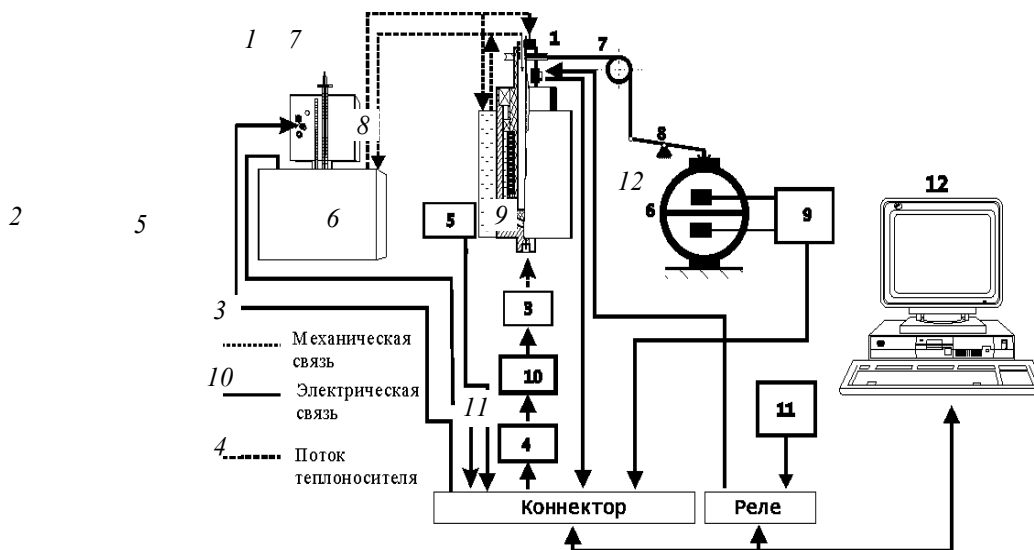 12
1 7
1
7
8
8
12
2
5
6
5
9
6
9
3
3
Механическая
связь
10
10
Электрическая
связь
11
11
4
4
Поток
теплоносителя
Коннектор
Реле